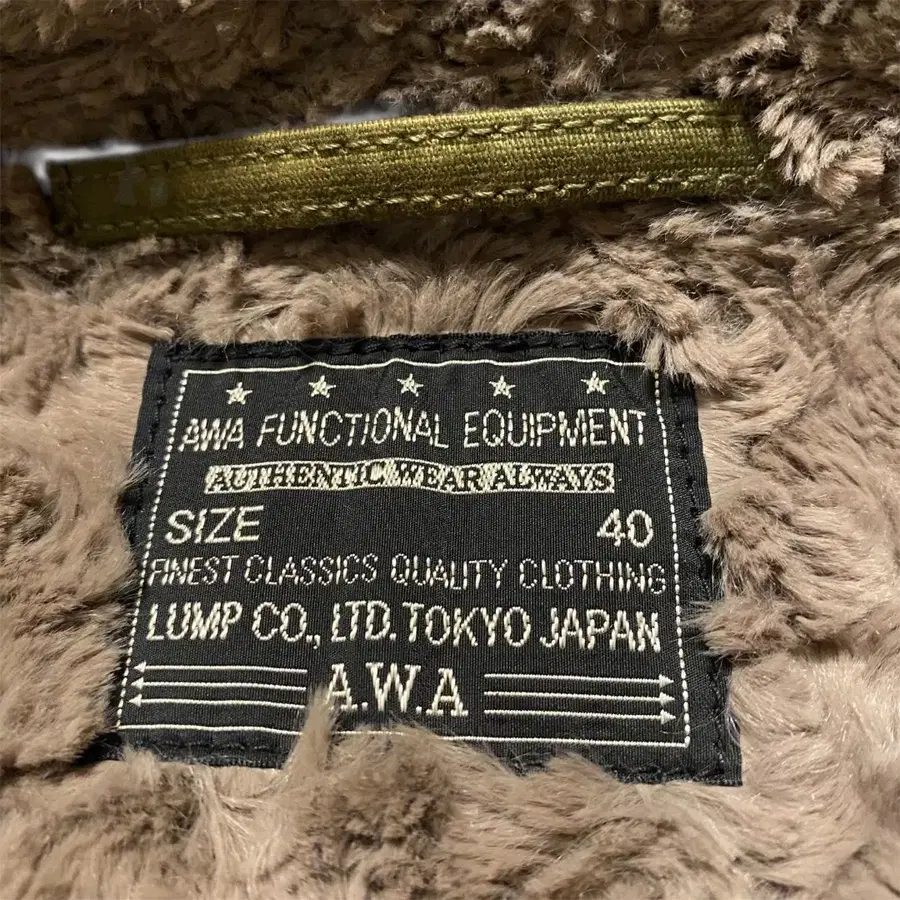 AWA FUNCTIONAL EQUIPMENT
AUTHENTIC WEAR ALWAYS
SIZE 40
FINEST CLASSICS QUALITY CLOTHING
LUMP CO., LTD. TOKYO JAPAN
A.W.A